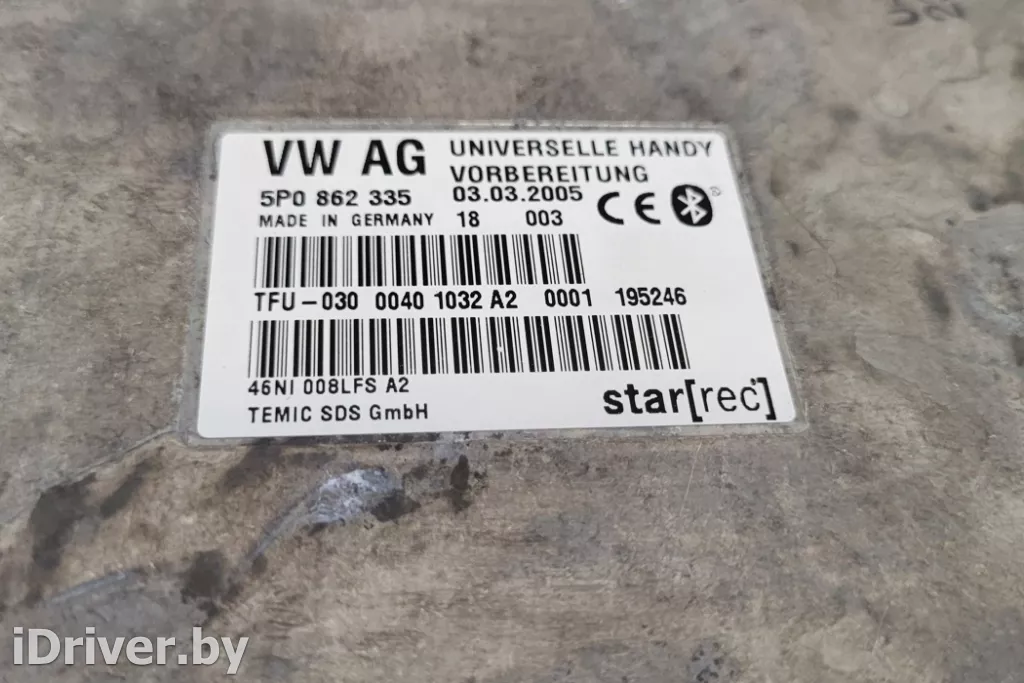 VW AG UNIVERSELLE HANDY
VORBEREITUNG
5P0 862 335 03.03.2005
MADE IN GERMANY 18 003
CE
TFU-030 0040 1032 A2 0001 195246
46NI 008LFS A2
TEMIC SDS GmbH
star[rec]
iDriver.by